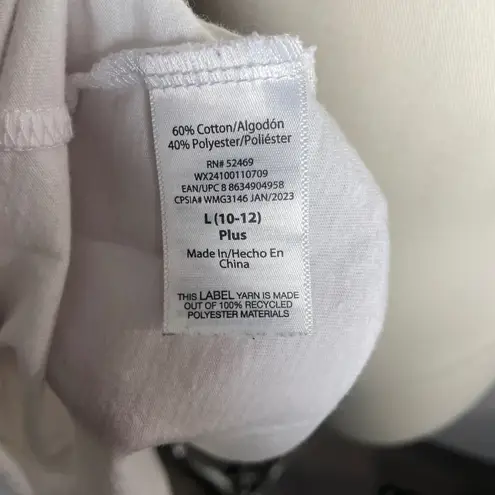 60% Cotton/Algodón
40% Polyester/Poliéster
RN# 52469
WX24100110709
EAN/UPC 8 8634904958
CPSIA# WMG3146 JAN/2023
L (10-12)
Plus
Made In/Hecho En
China
THIS LABEL YARN IS MADE
OUT OF 100% RECYCLED
POLYESTER MATERIALS